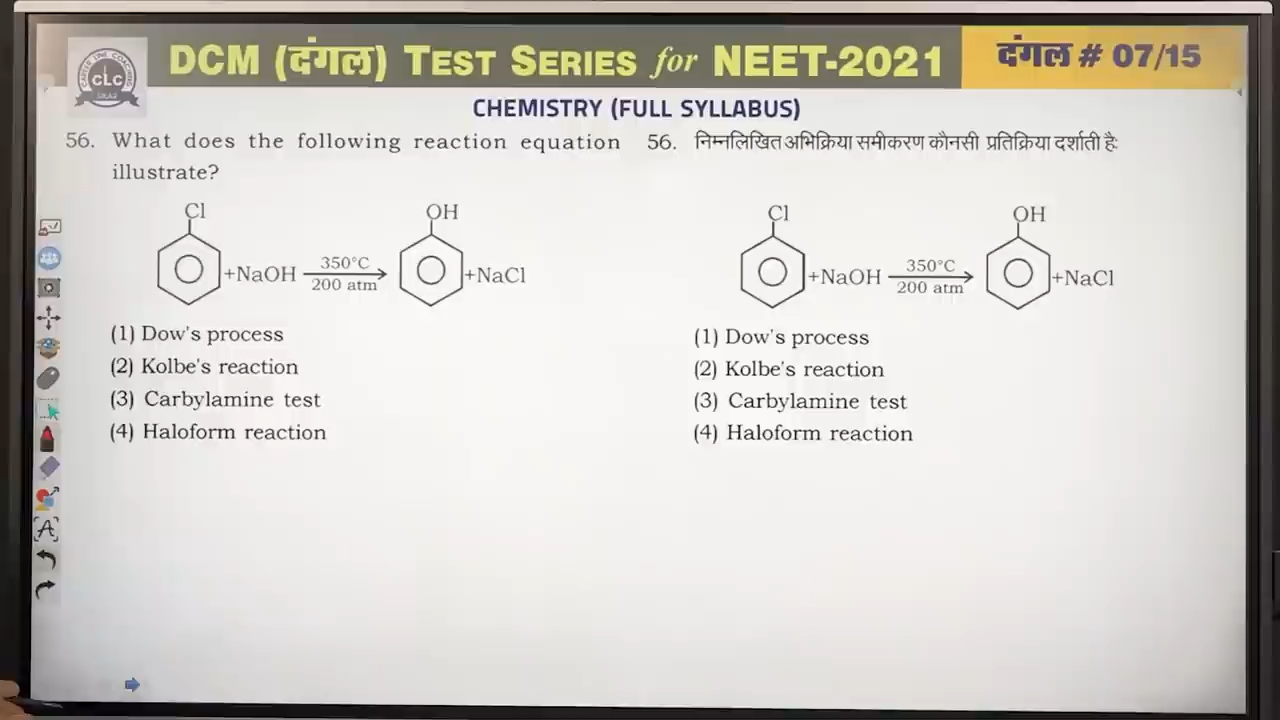 DCM (दंगल) TEST SERIES for NEET-2021
दंगल # 07/15
CLC
CHEMISTRY (FULL SYLLABUS)
56. What does the following reaction equation
illustrate?
Cl
OH
+NaOH
350°C
200 atm
+NaCl
(1) Dow's process
(2) Kolbe's reaction
(3) Carbylamine test
(4) Haloform reaction
56. निम्नलिखित अभिक्रिया समीकरण कौनसी प्रतिक्रिया दर्शाती है:
Cl
OH
+NaOH
350°C
200 atm
+NaCl
(1) Dow's process
(2) Kolbe's reaction
(3) Carbylamine test
(4) Haloform reaction
A